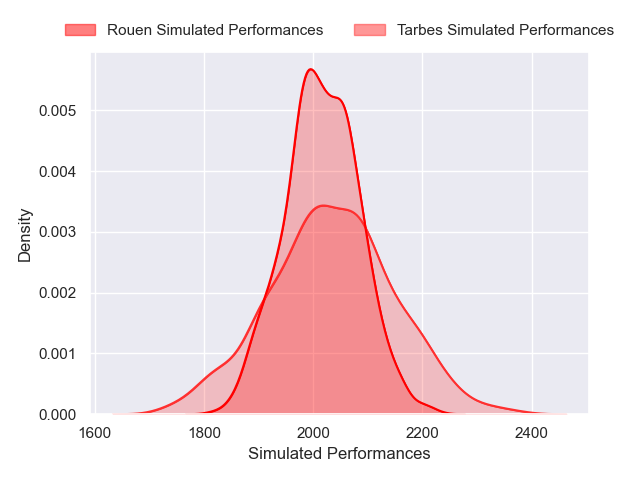 Rouen Simulated Performances Tarbes Simulated Performances
0.005
0.004
0.003
0.002
0.001
0.000
Density
1600 1800 2000 2200 2400
Simulated Performances